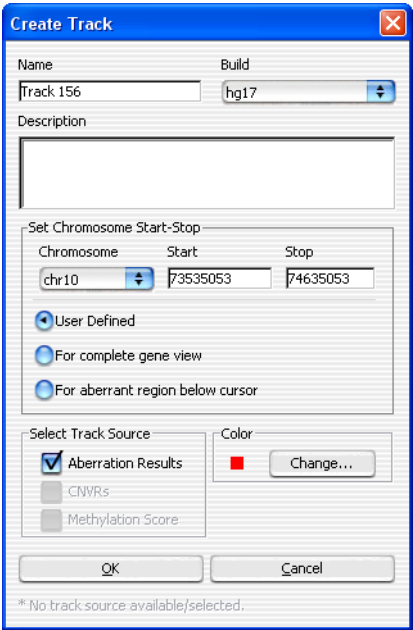 Create Track
Name Build
Track 156 hg17
Description
Set Chromosome Start-Stop
Chromosome Start Stop
chr10 73535053 74635053
User Defined
For complete gene view
For aberrant region below cursor
Select Track Source Color
Aberration Results Change...
CNVRs
Methylation Score
OK Cancel
* No track source available/selected.